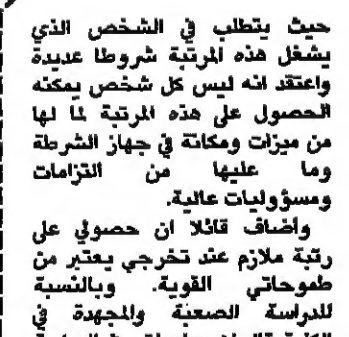 حيث يتطلب في الشخص الذي
يشغل هذه المرتبة شروطا عديدة
واعتقد انه ليس كل شخص يمكنه
الحصول على هذه المرتبة لما لها
من ميزات ومكانة في جهاز الشرطة
وما عليها من التزامات
ومسؤوليات عالية.
وأضاف قائلا ان حصولي على
رتبة ملازم عند تخرجي يعتبر من
طموحاتي القوية. وبالنسبة
للدراسة الصعبة والمجهدة في